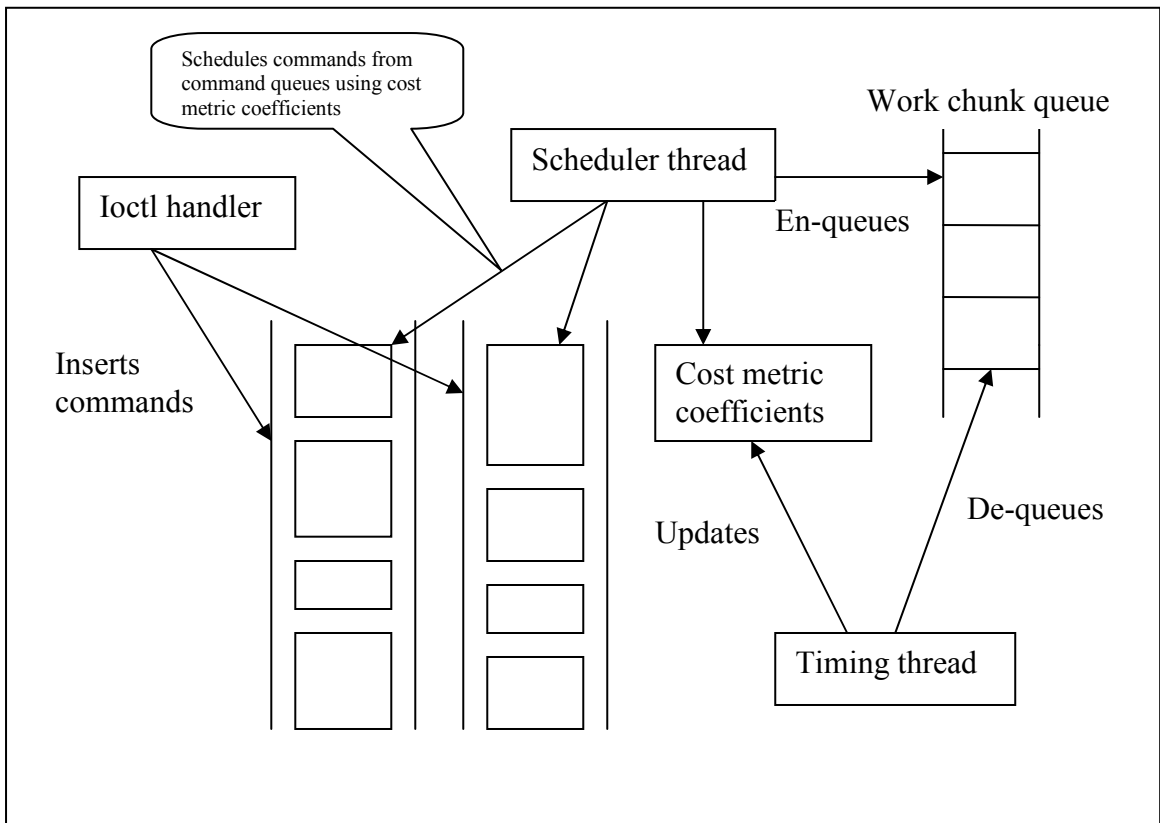 Schedules commands from
command queues using cost
metric coefficients
Work chunk queue
Scheduler thread
Ioctl handler
En-queues
Inserts
commands
Cost metric
coefficients
De-queues
Updates
Timing thread